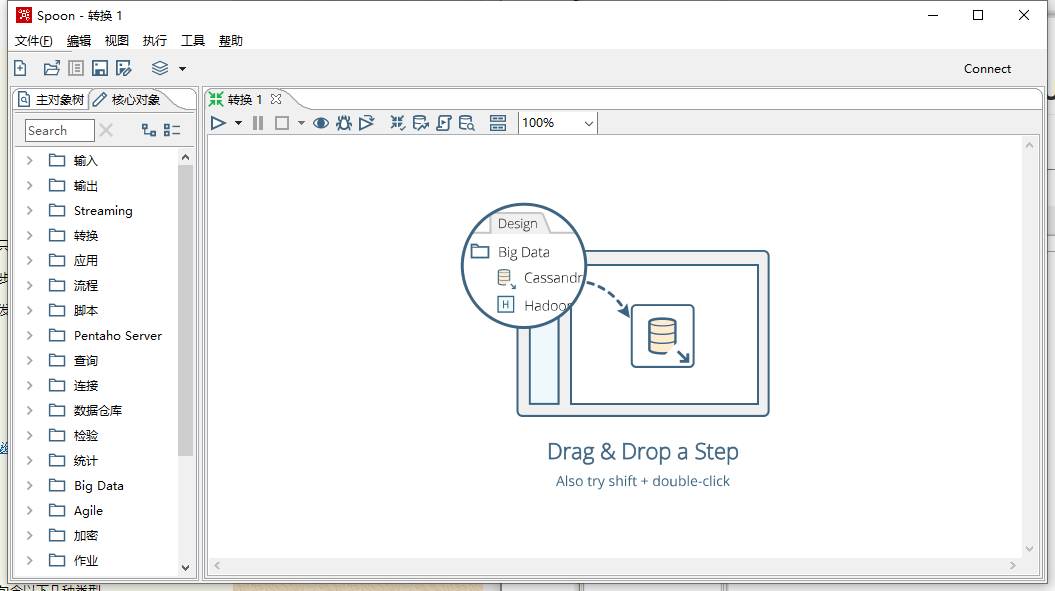 Spoon - 转换 1
文件(F) 编辑 视图 执行 工具 帮助
Connect
主对象树 核心对象
转换 1
Search
100%
输入
输出
Streaming
转换
应用
流程
脚本
Pentaho Server
查询
连接
数据仓库
检验
统计
Big Data
Agile
加密
作业
Design
Big Data
Cassandr
H Hadoo
Drag & Drop a Step
Also try shift + double-click